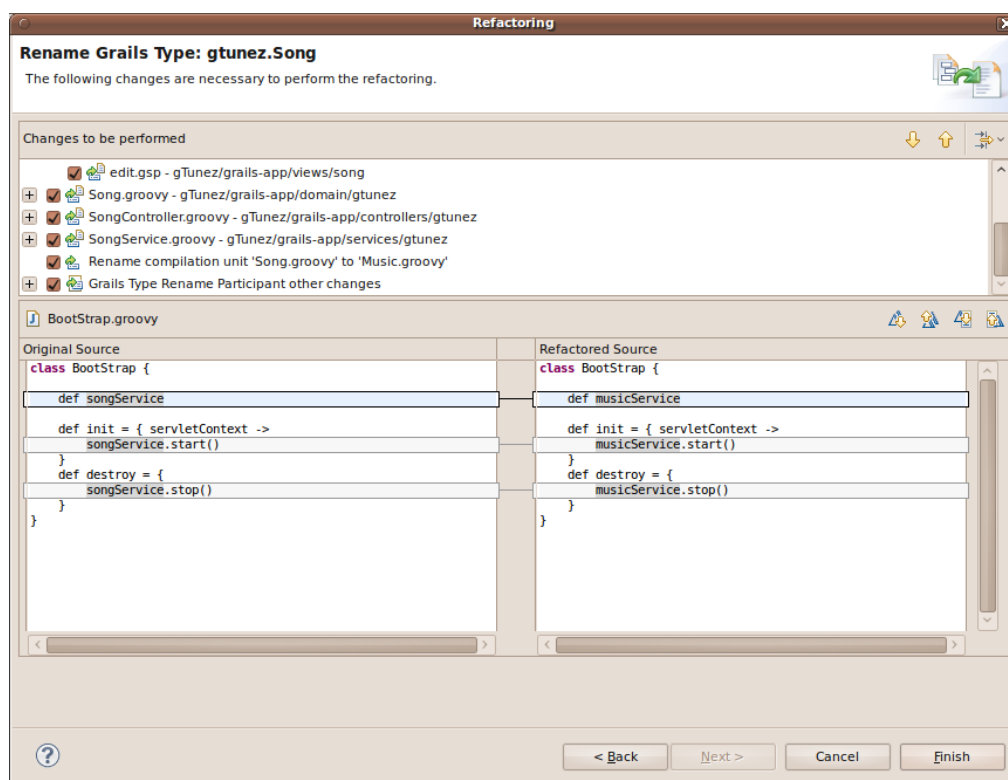 Refactoring
Rename Grails Type: gtunez.Song
The following changes are necessary to perform the refactoring.
Changes to be performed
edit.gsp - gTunez/grails-app/views/song
Song.groovy - gTunez/grails-app/domain/gtunez
SongController.groovy - gTunez/grails-app/controllers/gtunez
SongService.groovy - gTunez/grails-app/services/gtunez
Rename compilation unit 'Song.groovy' to 'Music.groovy'
Grails Type Rename Participant other changes
BootStrap.groovy
Original Source
class BootStrap {
def songService
def init = { servletContext ->
songService.start()
}
def destroy = {
songService.stop()
}
}
Refactored Source
class BootStrap {
def musicService
def init = { servletContext ->
musicService.start()
}
def destroy = {
musicService.stop()
}
}
< Back
Next >
Cancel
Finish